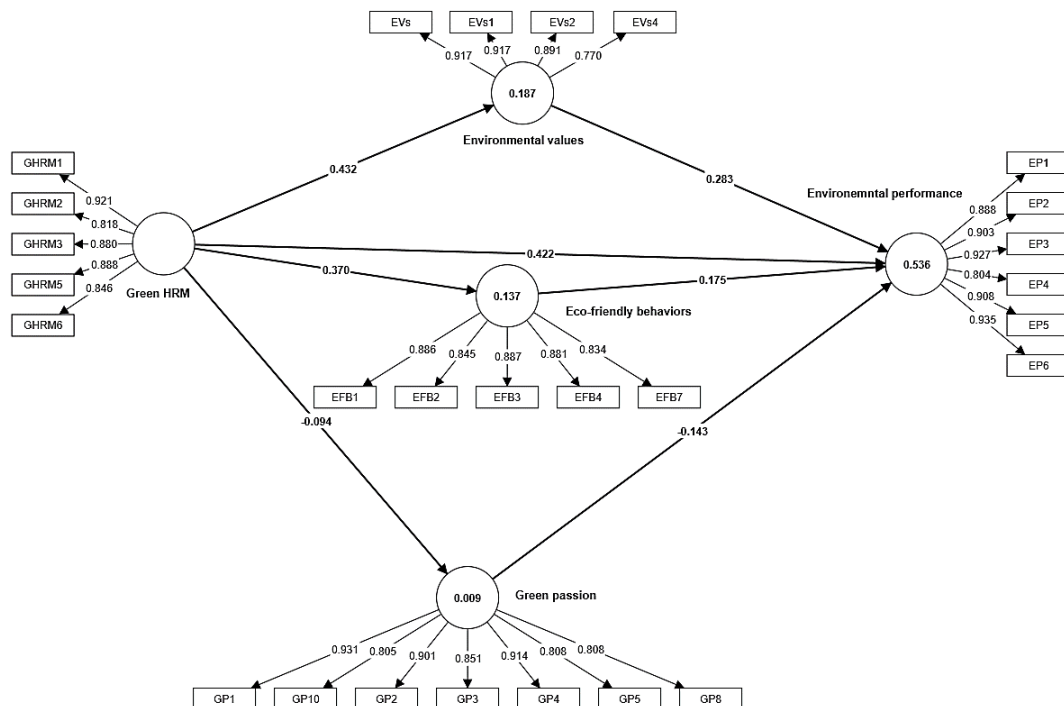 EVs EVs1 EVs2 EVs4
0.917 0.917 0.891 0.770
0.187
Environmental values
0.432
0.283
GHRM1
GHRM2
GHRM3
GHRM5
GHRM6
0.921
0.818
0.880
0.888
0.846
Green HRM
0.422
0.370
0.175
0.137
Eco-friendly behaviors
0.886 0.845 0.887 0.881 0.834
EFB1 EFB2 EFB3 EFB4 EFB7
Environemntal performance
0.536
0.888
0.903
0.927
0.804
0.908
0.935
EP1
EP2
EP3
EP4
EP5
EP6
-0.094
-0.143
0.009
Green passion
0.931 0.805 0.901 0.851 0.914 0.808 0.808
GP1 GP10 GP2 GP3 GP4 GP5 GP8